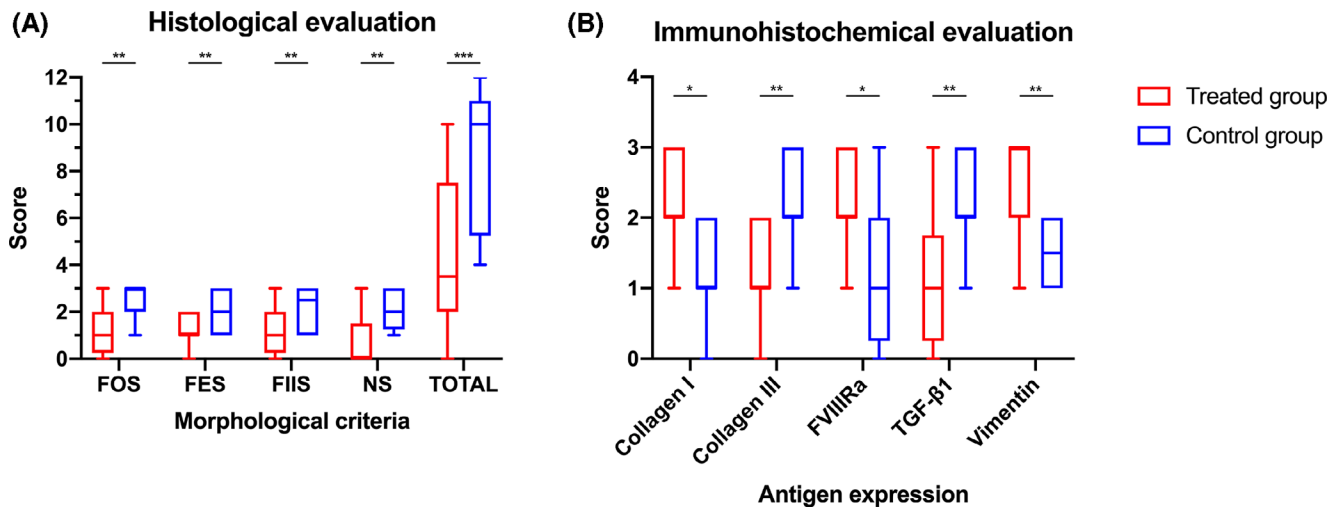 (A)
Histological evaluation
** ** ** ** ***
12
10
8
6
4
2
0
Score
FOS FES FIIS NS TOTAL
Morphological criteria
(B)
Immunohistochemical evaluation
* ** * ** **
4
3
2
1
0
Score
Collagen I
Collagen III
FVIIIRa
TGF-β1
Vimentin
Antigen expression
Treated group
Control group